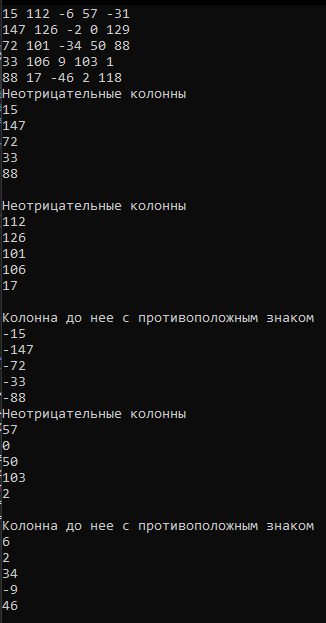 15 112 -6 57 -31
147 126 -2 0 129
72 101 -34 50 88
33 106 9 103 1
88 17 -46 2 118
Неотрицательные колонны
15
147
72
33
88
Неотрицательные колонны
112
126
101
106
17
Колонна до нее с противоположным знаком
-15
-147
-72
-33
-88
Неотрицательные колонны
57
0
50
103
2
Колонна до нее с противоположным знаком
6
2
34
-9
46